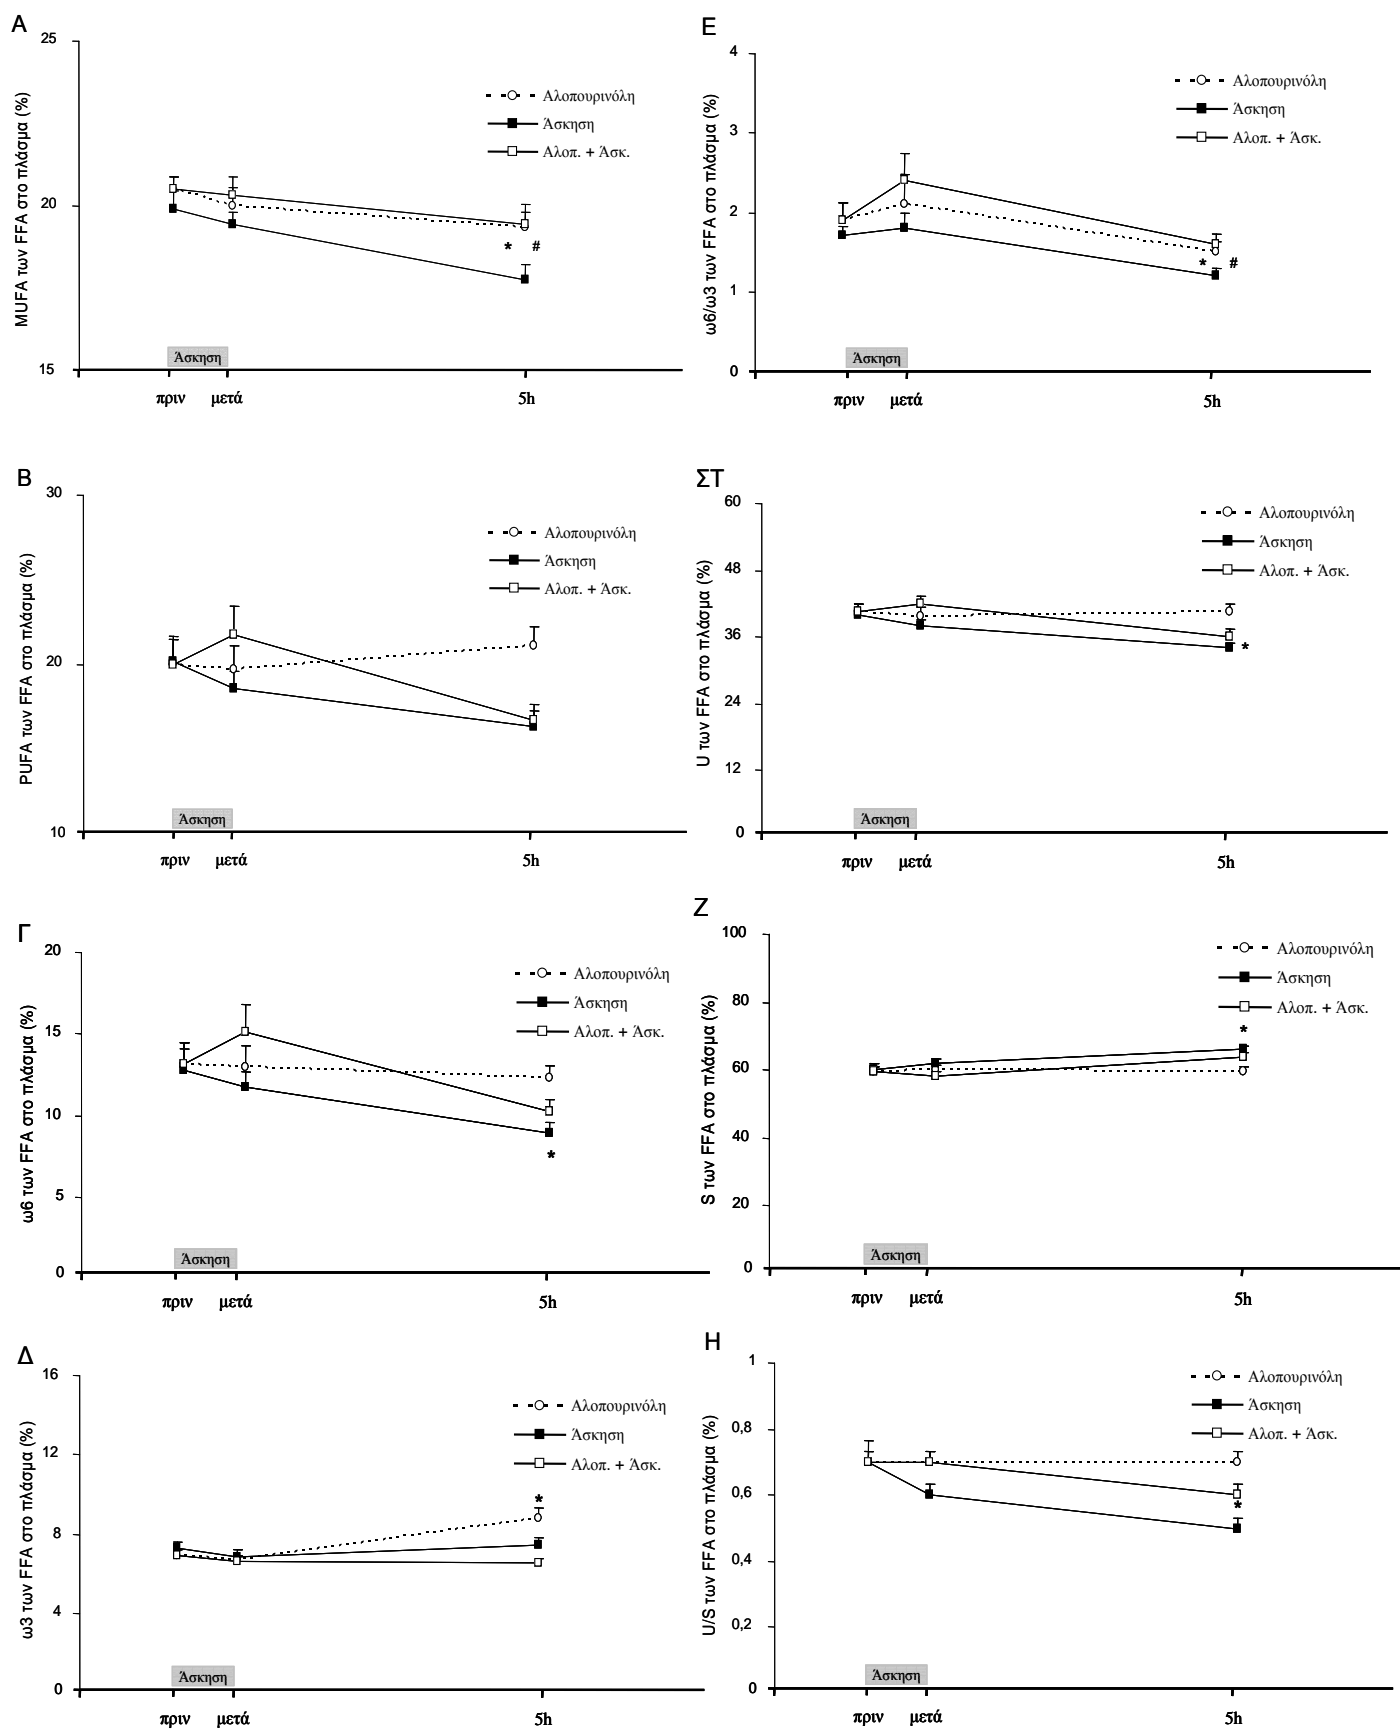 A
MUFA των FFA στο πλάσμα (%)
25
20
15
Αλοπουρινόλη
Άσκηση
Αλοπ. + Άσκ.
* #
Άσκηση
πριν μετά 5h
E
ω6/ω3 των FFA στο πλάσμα (%)
4
3
2
1
0
Αλοπουρινόλη
Άσκηση
Αλοπ. + Άσκ.
* #
Άσκηση
πριν μετά 5h
B
PUFA των FFA στο πλάσμα (%)
30
20
10
Αλοπουρινόλη
Άσκηση
Αλοπ. + Άσκ.
Άσκηση
πριν μετά 5h
ΣΤ
U των FFA στο πλάσμα (%)
60
48
36
24
12
0
Αλοπουρινόλη
Άσκηση
Αλοπ. + Άσκ.
*
Άσκηση
πριν μετά 5h
Γ
ω6 των FFA στο πλάσμα (%)
20
15
10
5
0
Αλοπουρινόλη
Άσκηση
Αλοπ. + Άσκ.
*
Άσκηση
πριν μετά 5h
Z
S των FFA στο πλάσμα (%)
100
80
60
40
20
0
Αλοπουρινόλη
Άσκηση
Αλοπ. + Άσκ.
*
Άσκηση
πριν μετά 5h
Δ
ω3 των FFA στο πλάσμα (%)
16
12
8
4
0
Αλοπουρινόλη
Άσκηση
Αλοπ. + Άσκ.
*
Άσκηση
πριν μετά 5h
H
U/S των FFA στο πλάσμα (%)
1
0,8
0,6
0,4
0,2
0
Αλοπουρινόλη
Άσκηση
Αλοπ. + Άσκ.
*
Άσκηση
πριν μετά 5h